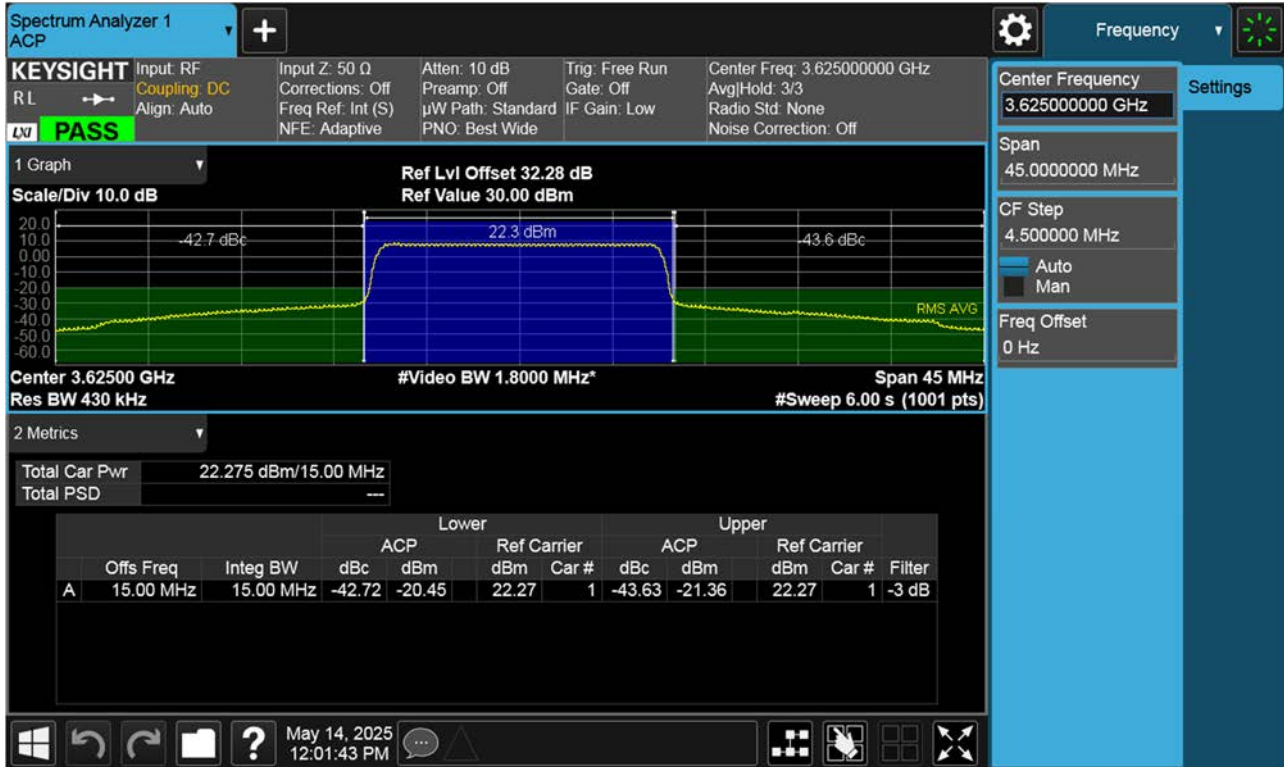 Spectrum Analyzer 1
ACP
Frequency
KEYSIGHT
RL
LXI
PASS
Input: RF
Coupling: DC
Align: Auto
Input Z: 50 Ω
Corrections: Off
Freq Ref: Int (S)
NFE: Adaptive
Atten: 10 dB
Preamp: Off
µW Path: Standard
PNO: Best Wide
Trig: Free Run
Gate: Off
IF Gain: Low
Center Freq: 3.625000000 GHz
Avg|Hold: 3/3
Radio Std: None
Noise Correction: Off
Center Frequency
3.625000000 GHz
Settings
Span
45.0000000 MHz
CF Step
4.500000 MHz
Auto
Man
Freq Offset
0 Hz
1 Graph
Scale/Div 10.0 dB
Ref Lvl Offset 32.28 dB
Ref Value 30.00 dBm
20.0
10.0
0.00
-10.0
-20.0
-30.0
-40.0
-50.0
-60.0
-42.7 dBc
22.3 dBm
-43.6 dBc
RMS AVG
Center 3.62500 GHz #Video BW 1.8000 MHz* Span 45 MHz
Res BW 430 kHz #Sweep 6.00 s (1001 pts)
2 Metrics
Total Car Pwr 22.275 dBm/15.00 MHz
Total PSD ---
Lower Upper
ACP Ref Carrier ACP Ref Carrier
Offs Freq Integ BW dBc dBm dBm Car # dBc dBm dBm Car # Filter
A 15.00 MHz 15.00 MHz -42.72 -20.45 22.27 1 -43.63 -21.36 22.27 1 -3 dB
?
May 14, 2025
12:01:43 PM